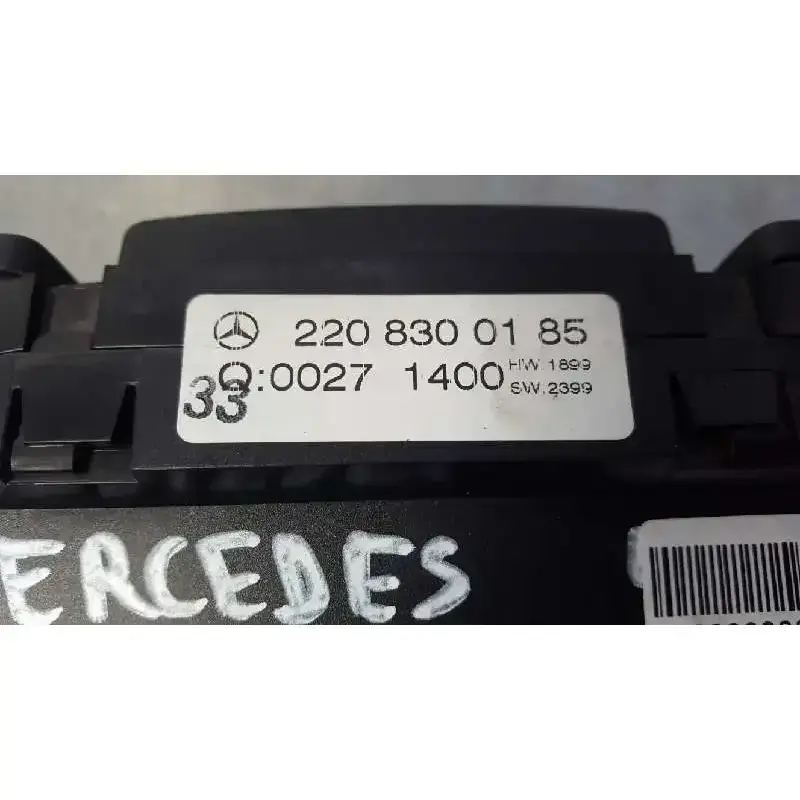 220 830 01 85
Q:0027 1400 HW.1899
SW.2399
33
ERCEDES